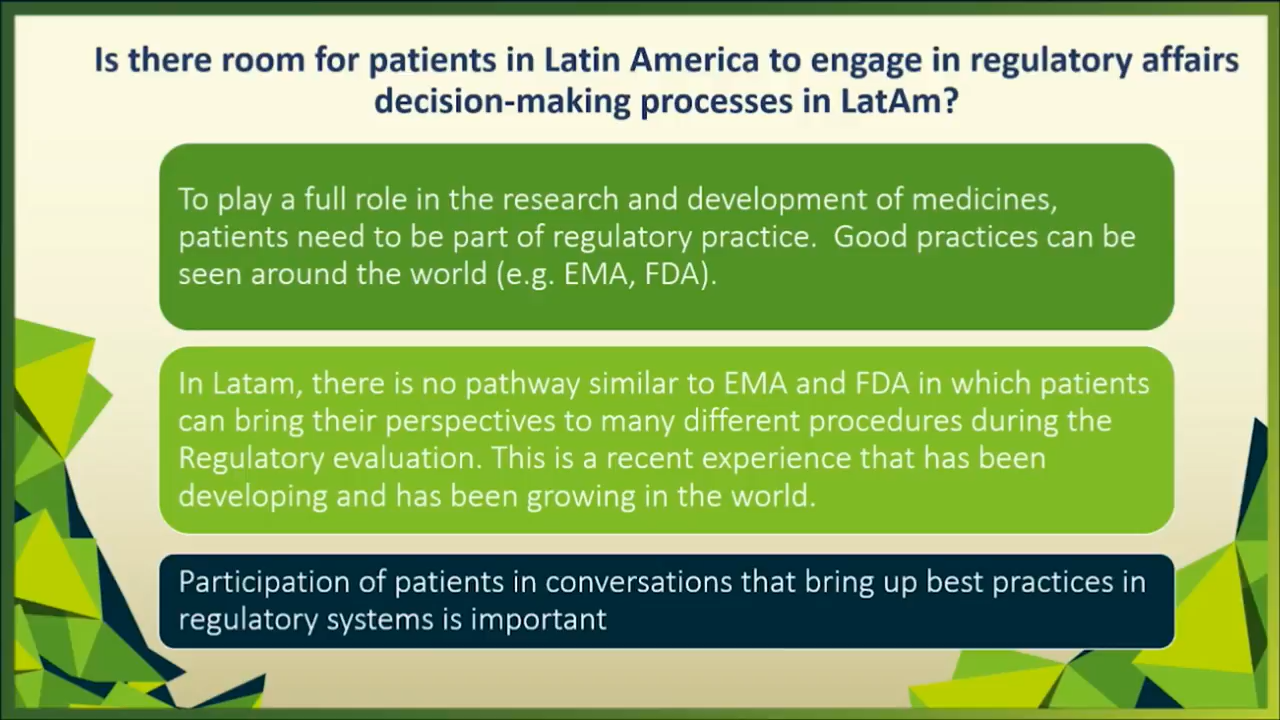 Is there room for patients in Latin America to engage in regulatory affairs
decision-making processes in LatAm?
To play a full role in the research and development of medicines,
patients need to be part of regulatory practice.  Good practices can be
seen around the world (e.g. EMA, FDA).
In Latam, there is no pathway similar to EMA and FDA in which patients
can bring their perspectives to many different procedures during the
Regulatory evaluation. This is a recent experience that has been
developing and has been growing in the world.
Participation of patients in conversations that bring up best practices in
regulatory systems is important